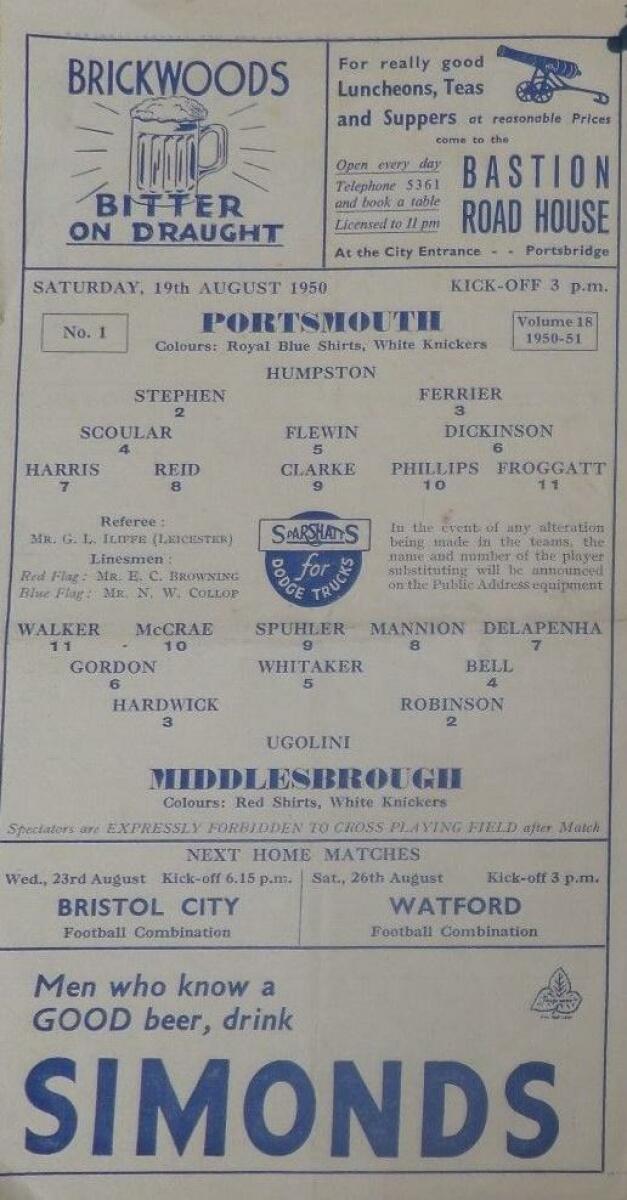 BRICKWOODS
BITTER
ON DRAUGHT
For really good
Luncheons, Teas
and Suppers at reasonable Prices
come to the
Open every day
Telephone 5361
and book a table
Licensed to 11 pm
BASTION
ROAD HOUSE
At the City Entrance - - Portsbridge
SATURDAY, 19th AUGUST 1950 KICK-OFF 3 p.m.
No. 1
PORTSMOUTH
Colours: Royal Blue Shirts, White Knickers
Volume 18
1950-51
HUMPSTON
STEPHEN FERRIER
2 3
SCOULAR FLEWIN DICKINSON
4 5 6
HARRIS REID CLARKE PHILLIPS FROGGATT
7 8 9 10 11
Referee :
MR. G. L. ILIFFE (LEICESTER)
Linesmen :
Red Flag : MR. E. C. BROWNING
Blue Flag : MR. N. W. COLLOP
SPARSHATTS
for
DODGE TRUCKS
In the event of any alteration
being made in the teams, the
name and number of the player
substituting will be announced
on the Public Address equipment
WALKER McCRAE SPUHLER MANNION DELAPENHA
11 10 9 8 7
GORDON WHITAKER BELL
6 5 4
HARDWICK ROBINSON
3 2
UGOLINI
MIDDLESBROUGH
Colours: Red Shirts, White Knickers
Spectators are EXPRESSLY FORBIDDEN TO CROSS PLAYING FIELD after Match
NEXT HOME MATCHES
Wed., 23rd August Kick-off 6.15 p.m.
BRISTOL CITY
Football Combination
Sat., 26th August Kick-off 3 p.m.
WATFORD
Football Combination
Men who know a
GOOD beer, drink
SIMONDS